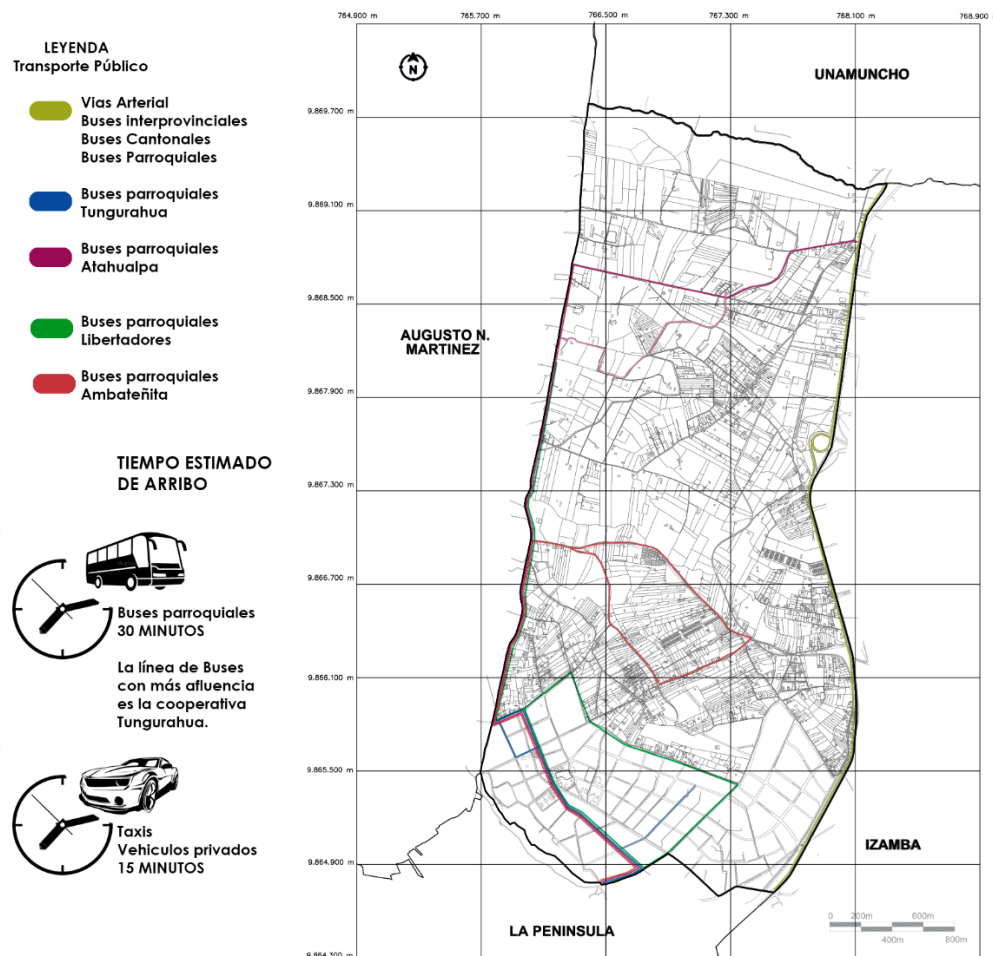 764.900 m
765.700 m
766.500 m
767.300 m
768.100 m
768.900 m
LEYENDA
Transporte Público
Vias Arterial
Buses interprovinciales
Buses Cantonales
Buses Parroquiales
Buses parroquiales
Tungurahua
Buses parroquiales
Atahualpa
Buses parroquiales
Libertadores
Buses parroquiales
Ambateñita
TIEMPO ESTIMADO
DE ARRIBO
Buses parroquiales
30 MINUTOS
La línea de Buses
con más afluencia
es la cooperativa
Tungurahua.
Taxis
Vehiculos privados
15 MINUTOS
N
UNAMUNCHO
9.869.700 m
9.869.100 m
9.868.500 m
AUGUSTO N.
MARTINEZ
9.867.900 m
9.867.300 m
9.866.700 m
9.866.100 m
9.865.500 m
9.864.900 m
IZAMBA
LA PENINSULA
9.864.300 m
0 200m 600m
400m 800m